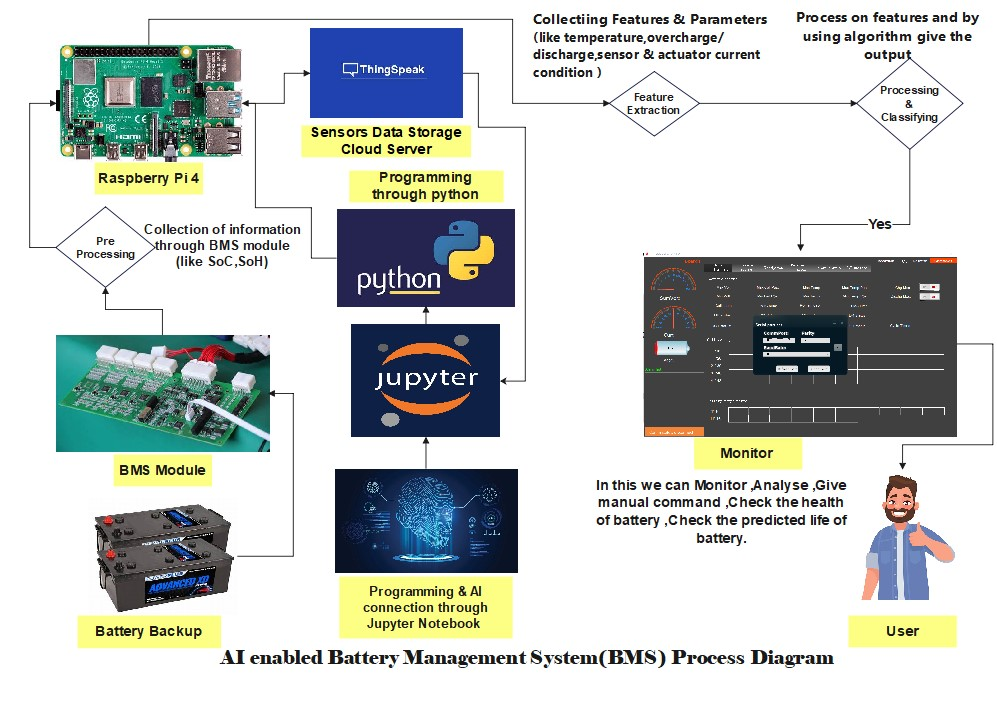 Collectiing Features & Parameters
(like temperature,overcharge/
discharge,sensor & actuator current
condition )
Process on features and by
using algorithm give the
output
ThingSpeak
Feature
Extraction
Processing
&
Classifying
Sensors Data Storage
Cloud Server
HDMI
Raspberry Pi 4
Programming
through python
Pre
Processing
Collection of information
through BMS module
(like SoC,SoH)
Yes
python
jupyter
BMS Module
Monitor
In this we can Monitor ,Analyse ,Give
manual command ,Check the health
of battery ,Check the predicted life of
battery.
ADVANCED XD
Programming & AI
connection through
Jupyter Notebook
Battery Backup
User
AI enabled Battery Management System(BMS) Process Diagram